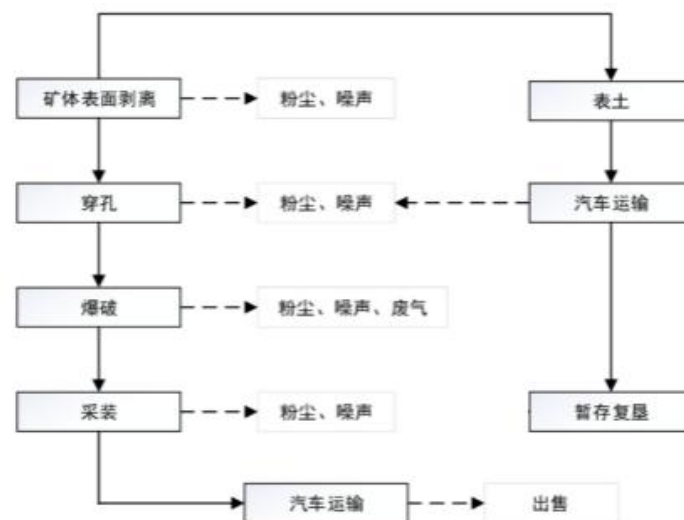 矿体表面剥离
粉尘、噪声
表土
穿孔
粉尘、噪声
汽车运输
爆破
粉尘、噪声、废气
采装
粉尘、噪声
暂存复垦
汽车运输
出售